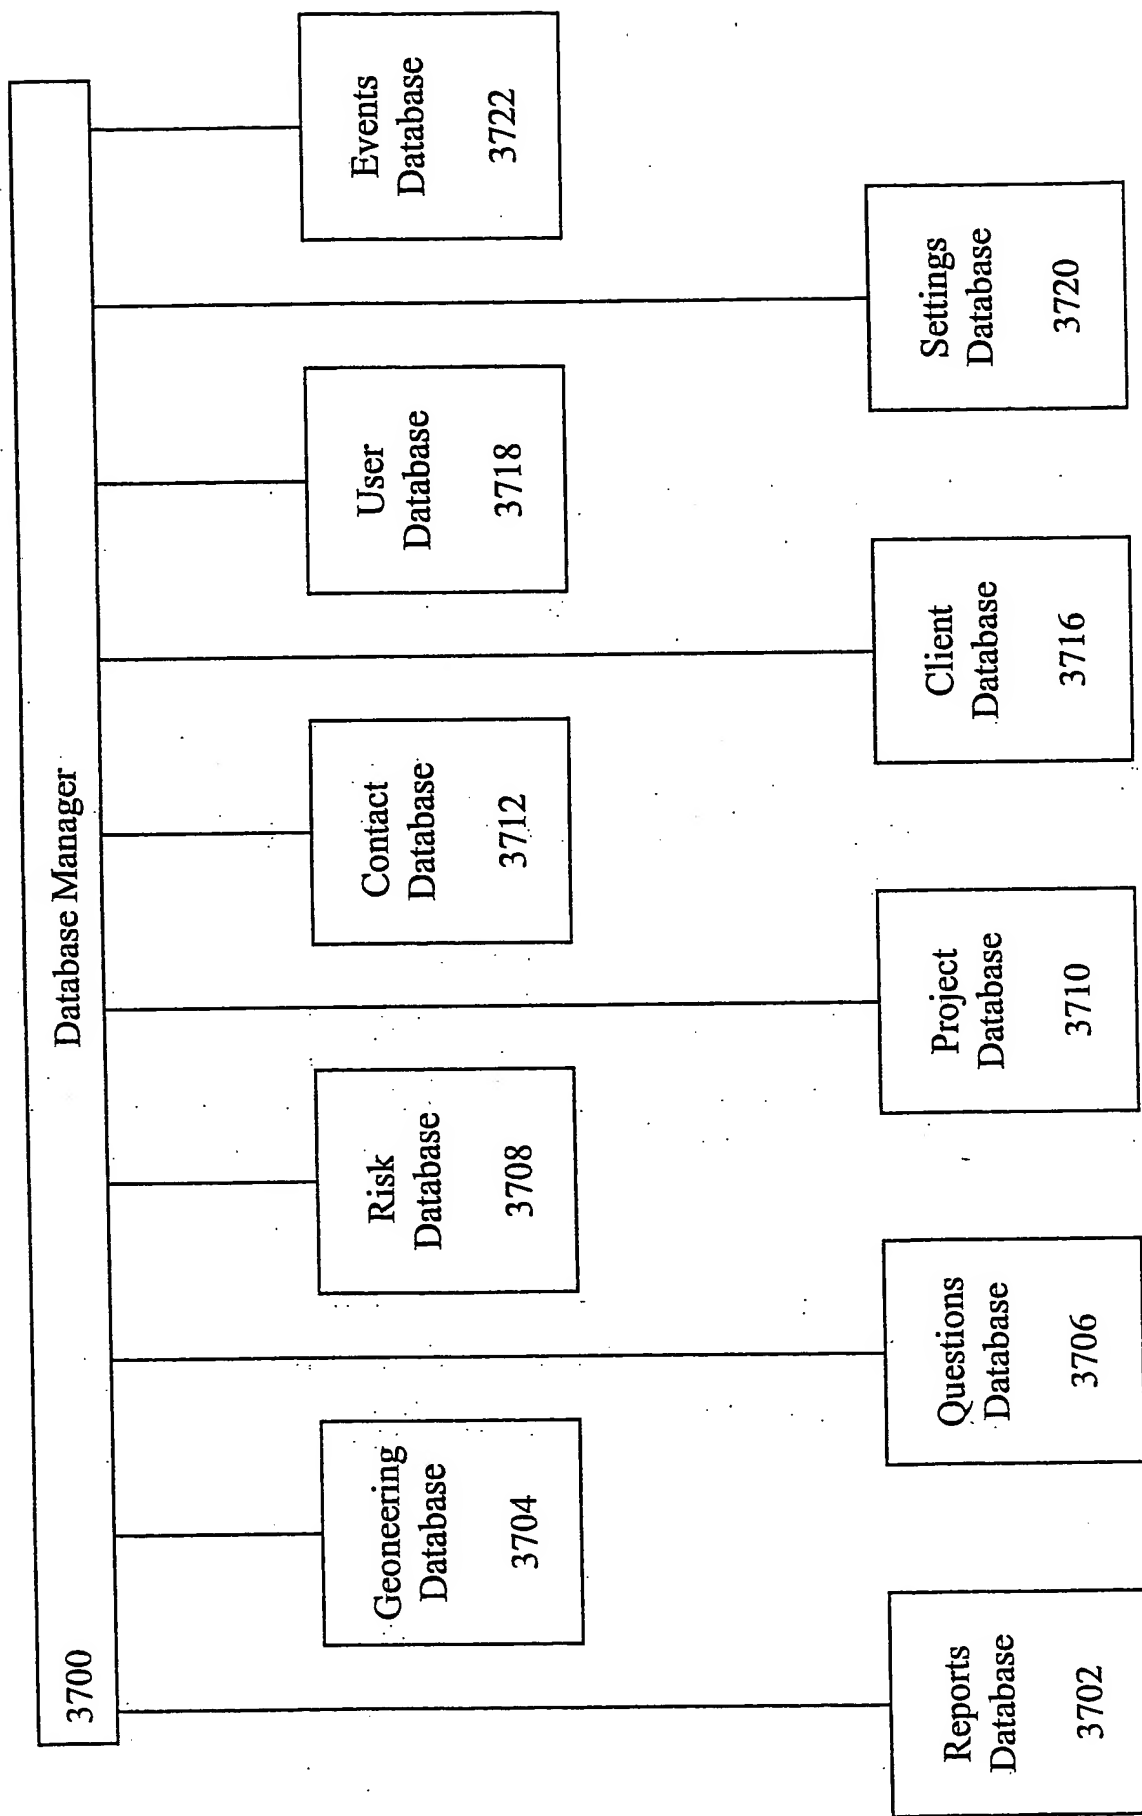 3700
Database Manager
Geoneering
Database
3704
Risk
Database
3708
Contact
Database
3712
User
Database
3718
Events
Database
3722
Reports
Database
3702
Questions
Database
3706
Project
Database
3710
Client
Database
3716
Settings
Database
3720